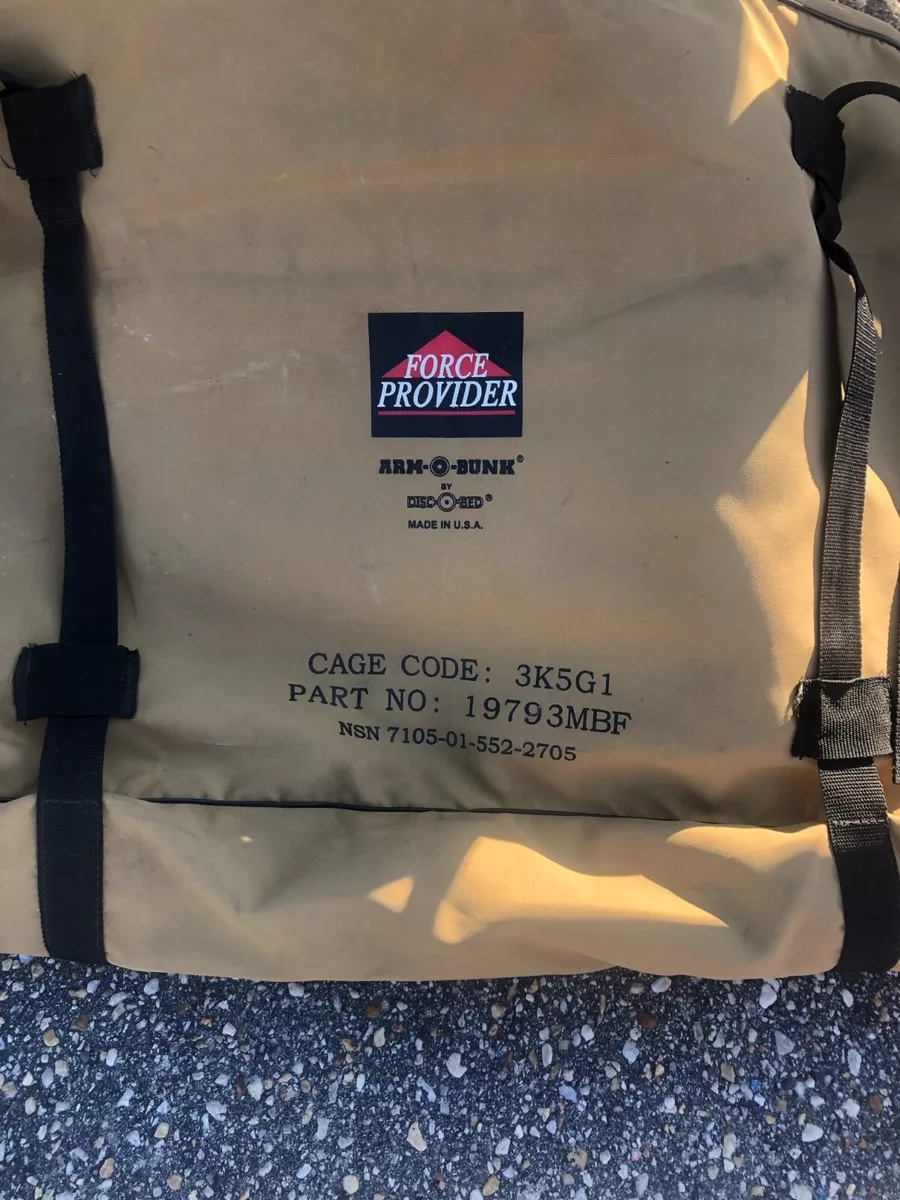 FORCE
PROVIDER
ARM-O-BUNK®
BY
DISC-O-BED®
MADE IN U.S.A.
CAGE CODE: 3K5G1
PART NO: 19793MBF
NSN 7105-01-552-2705